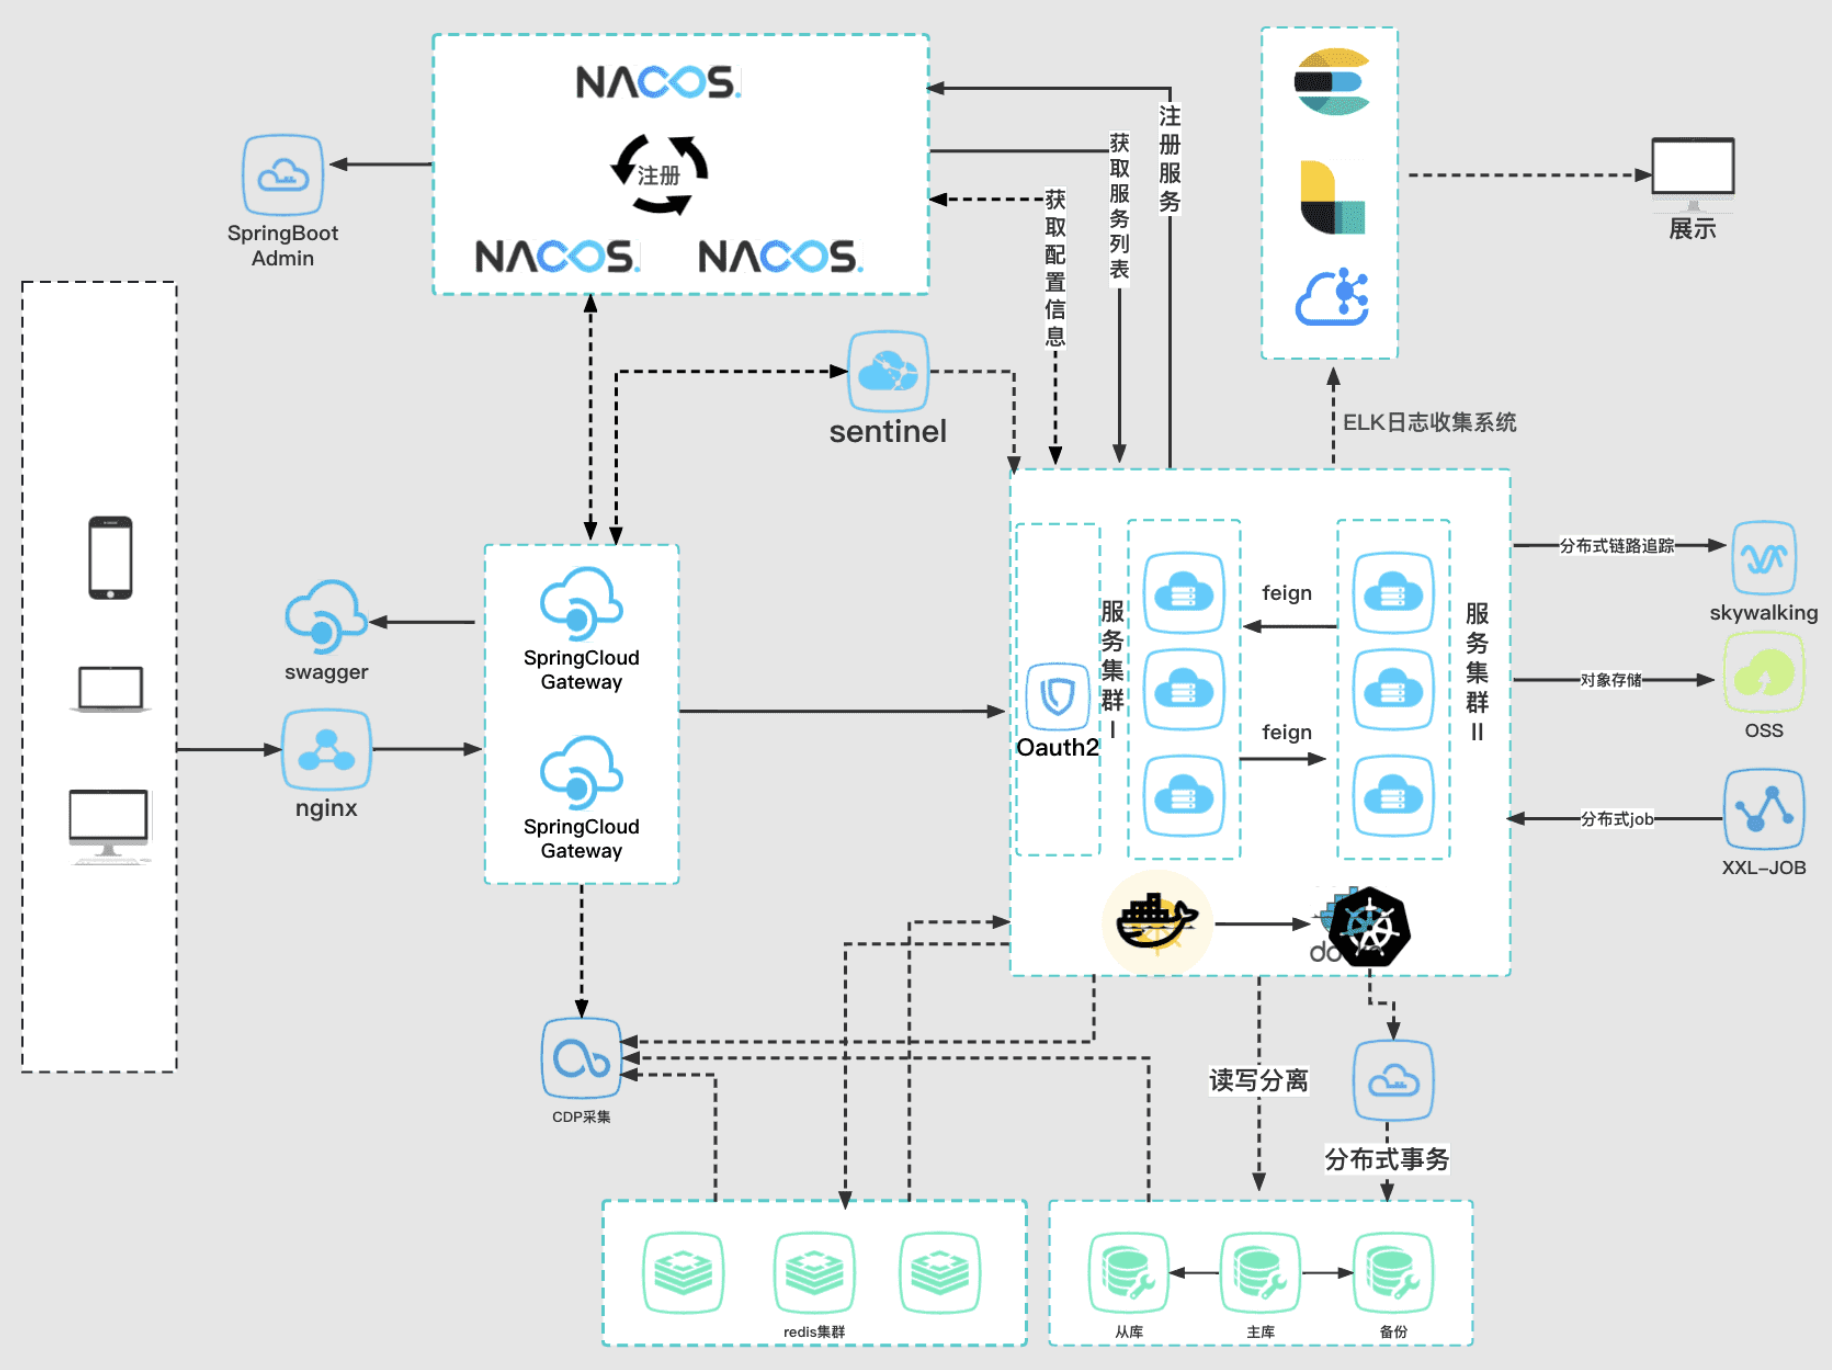 NACOS.
注册
NACOS.
NACOS.
SpringBoot
Admin
注册服务
获取服务列表
获取配置信息
展示
sentinel
ELK日志收集系统
SpringCloud
Gateway
SpringCloud
Gateway
swagger
nginx
Oauth2
服务集群 I
feign
feign
服务集群 II
分布式链路追踪
skywalking
对象存储
OSS
分布式job
XXL-JOB
CDP采集
读写分离
分布式事务
redis集群
从库
主库
备份